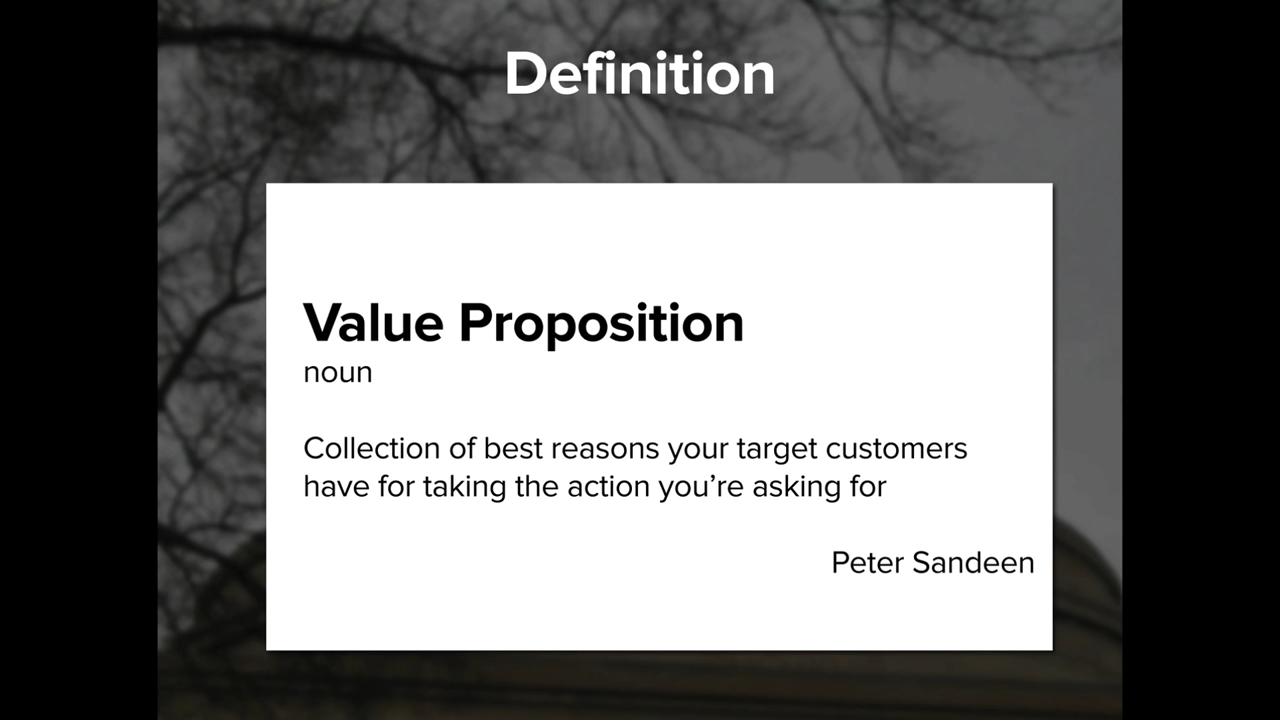 Definition
Value Proposition
noun
Collection of best reasons your target customers
have for taking the action you’re asking for
Peter Sandeen